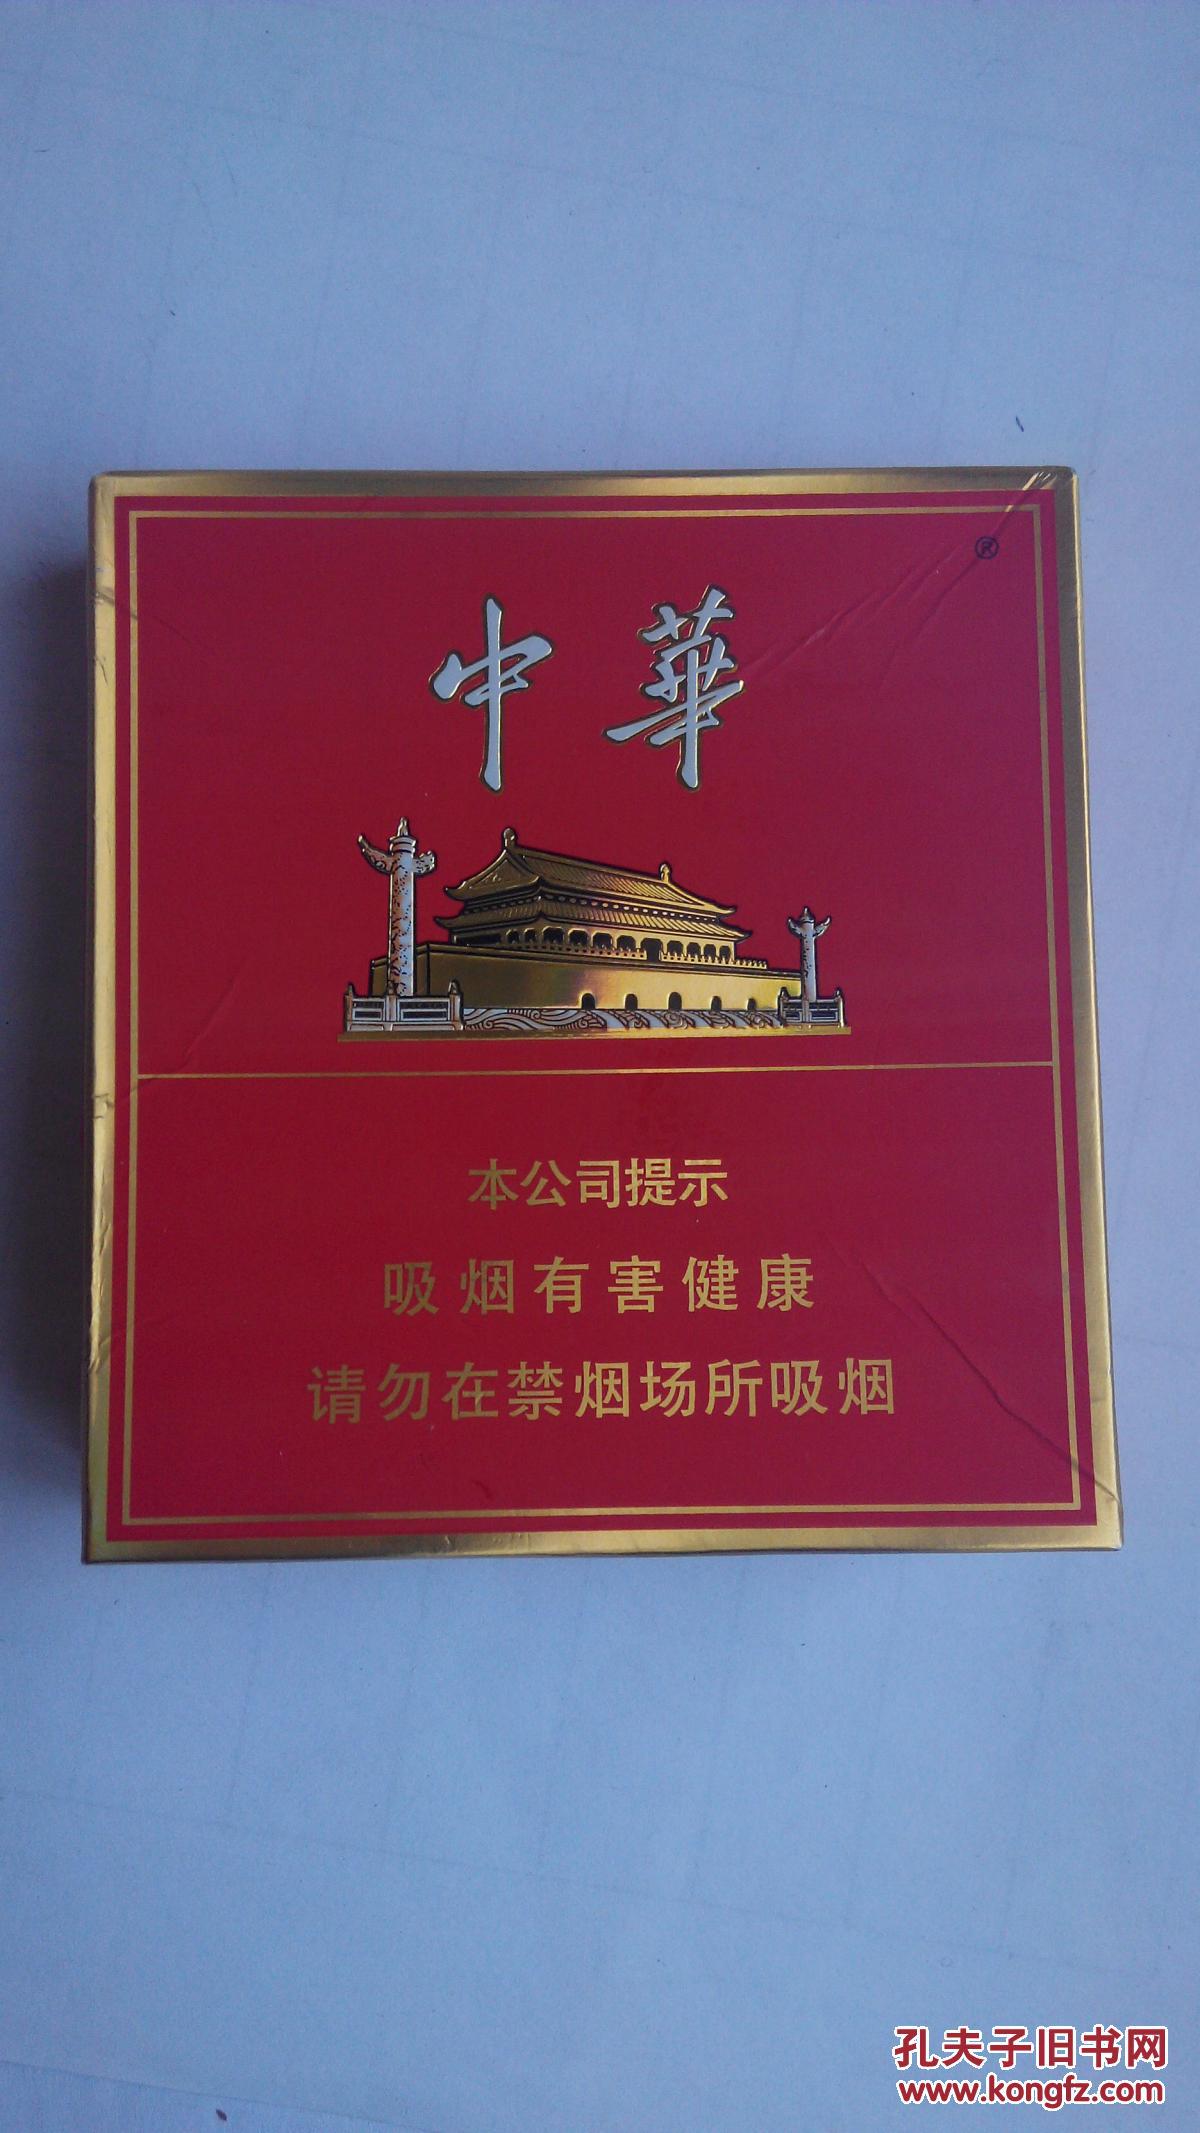 ®
中華
本公司提示
吸烟有害健康
请勿在禁烟场所吸烟
孔夫子旧书网
www.kongfz.com